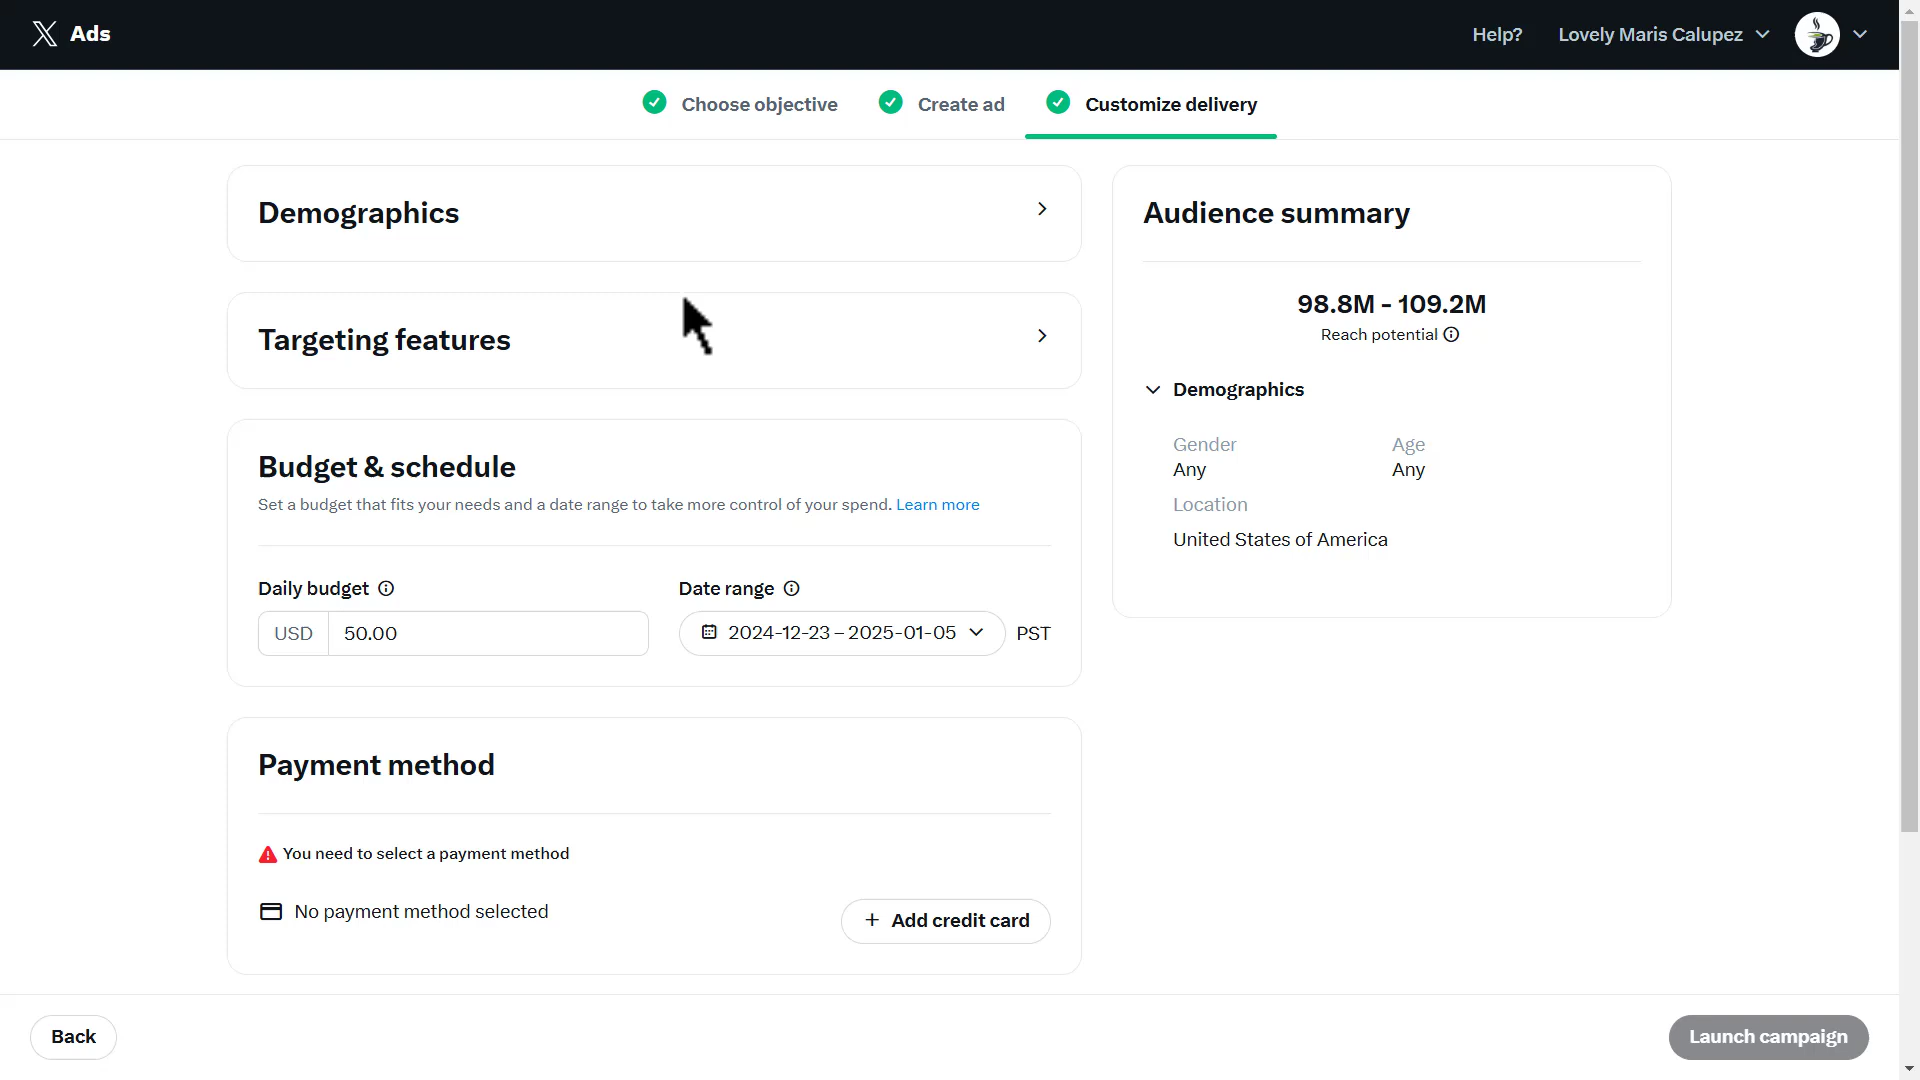 Ads
Help?
Lovely Maris Calupez
Choose objective
Create ad
Customize delivery
Demographics
Targeting features
Budget & schedule
Set a budget that fits your needs and a date range to take more control of your spend. Learn more
Daily budget
Date range
USD
50.00
2024-12-23 – 2025-01-05
PST
Payment method
You need to select a payment method
No payment method selected
+ Add credit card
Audience summary
98.8M - 109.2M
Reach potential
Demographics
Gender
Age
Any
Any
Location
United States of America
Back
Launch campaign